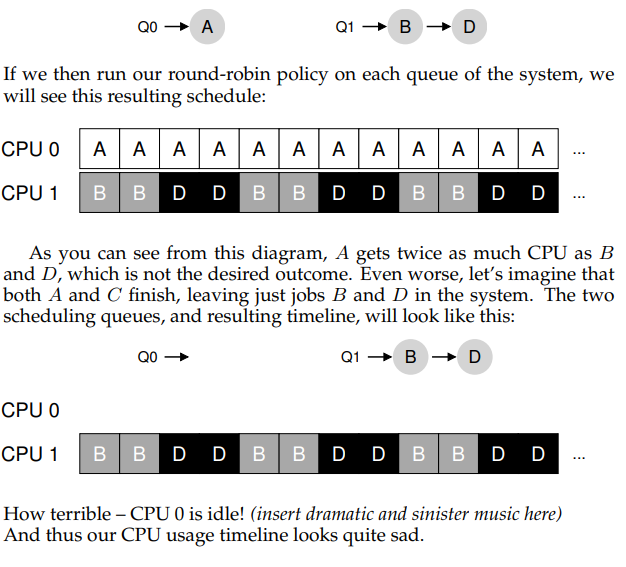 Q0 A Q1 B D
If we then run our round-robin policy on each queue of the system, we
will see this resulting schedule:
CPU 0 A A A A A A A A A A A A ...
CPU 1 B B D D B B D D B B D D ...
As you can see from this diagram, A gets twice as much CPU as B
and D, which is not the desired outcome. Even worse, let's imagine that
both A and C finish, leaving just jobs B and D in the system. The two
scheduling queues, and resulting timeline, will look like this:
Q0 Q1 B D
CPU 0
CPU 1 B B D D B B D D B B D D ...
How terrible – CPU 0 is idle! (insert dramatic and sinister music here)
And thus our CPU usage timeline looks quite sad.